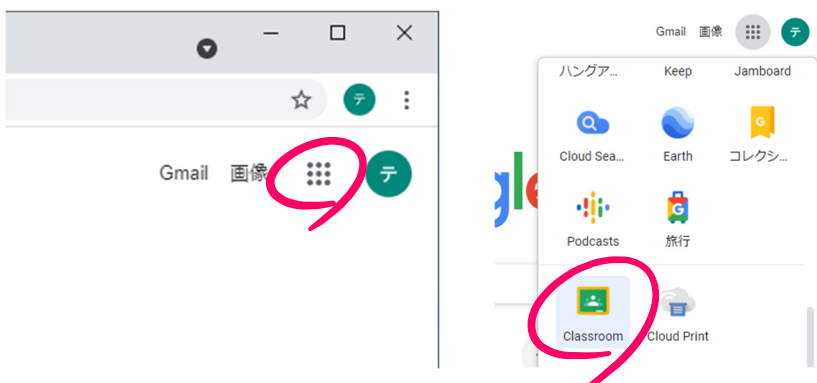 テ
Gmail 画像 テ
Gmail 画像 テ
ハングア... Keep Jamboard
Cloud Sea... Earth コレクシ...
Podcasts 旅行
Classroom Cloud Print